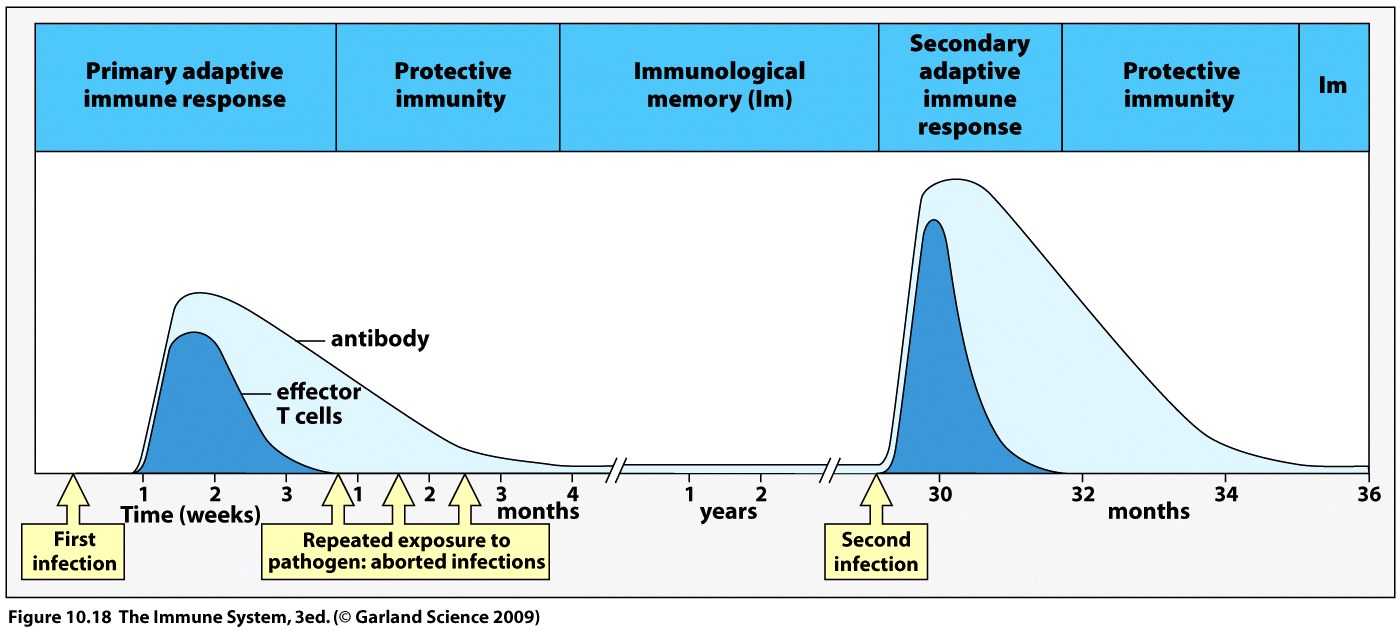 Primary adaptive
immune response
Protective
immunity
Immunological
memory (Im)
Secondary
adaptive
immune
response
Protective
immunity
Im
antibody
effector
T cells
1 2 3 1 2 3 4 1 2 30 32 34 36
Time (weeks) months years months
First
infection
Repeated exposure to
pathogen: aborted infections
Second
infection
Figure 10.18 The Immune System, 3ed. (© Garland Science 2009)